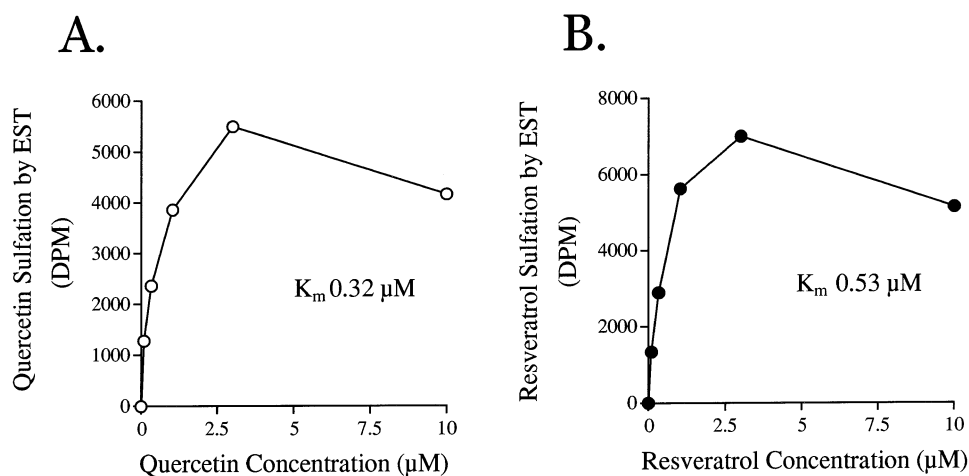 A.
Quercetin Sulfation by EST
(DPM)
6000
5000
4000
3000
2000
1000
0
Km 0.32 µM
0 2.5 5 7.5 10
Quercetin Concentration (µM)
B.
Resveratrol Sulfation by EST
(DPM)
8000
6000
4000
2000
0
Km 0.53 µM
0 2.5 5 7.5 10
Resveratrol Concentration (µM)